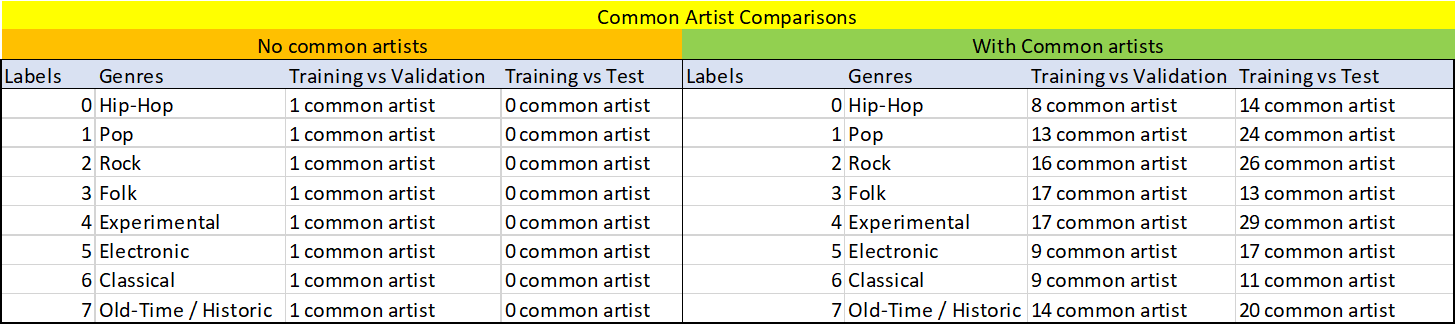 Common Artist Comparisons
No common artists With Common artists
Labels Genres Training vs Validation Training vs Test Labels Genres Training vs Validation Training vs Test
0 Hip-Hop 1 common artist 0 common artist 0 Hip-Hop 8 common artist 14 common artist
1 Pop 1 common artist 0 common artist 1 Pop 13 common artist 24 common artist
2 Rock 1 common artist 0 common artist 2 Rock 16 common artist 26 common artist
3 Folk 1 common artist 0 common artist 3 Folk 17 common artist 13 common artist
4 Experimental 1 common artist 0 common artist 4 Experimental 17 common artist 29 common artist
5 Electronic 1 common artist 0 common artist 5 Electronic 9 common artist 17 common artist
6 Classical 1 common artist 0 common artist 6 Classical 9 common artist 11 common artist
7 Old-Time / Historic 1 common artist 0 common artist 7 Old-Time / Historic 14 common artist 20 common artist